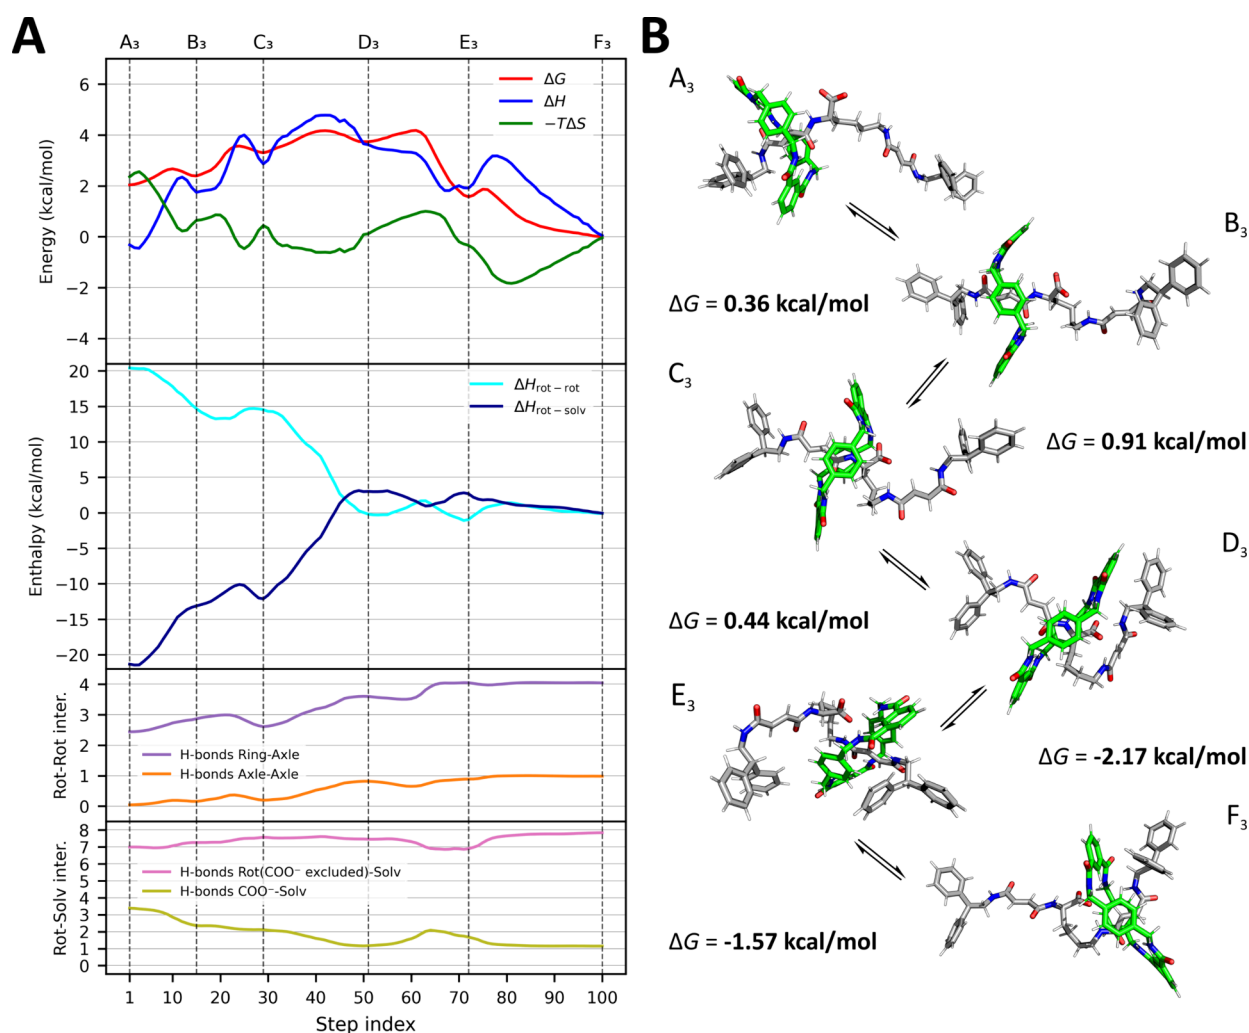 A
A₃ B₃ C₃ D₃ E₃ F₃
6
4
2
0
−2
−4
Energy (kcal/mol)
ΔG
ΔH
−TΔS
20
15
10
5
0
−5
−10
−15
−20
Enthalpy (kcal/mol)
ΔHrot−rot
ΔHrot−solv
4
3
2
1
0
Rot-Rot inter.
H-bonds Ring-Axle
H-bonds Axle-Axle
8
7
6
5
4
3
2
1
0
Rot-Solv inter.
H-bonds Rot(COO⁻ excluded)-Solv
H-bonds COO⁻-Solv
1 10 20 30 40 50 60 70 80 90 100
Step index
B
A₃
B₃
ΔG = 0.36 kcal/mol
C₃
ΔG = 0.91 kcal/mol
D₃
ΔG = 0.44 kcal/mol
E₃
ΔG = -2.17 kcal/mol
F₃
ΔG = -1.57 kcal/mol